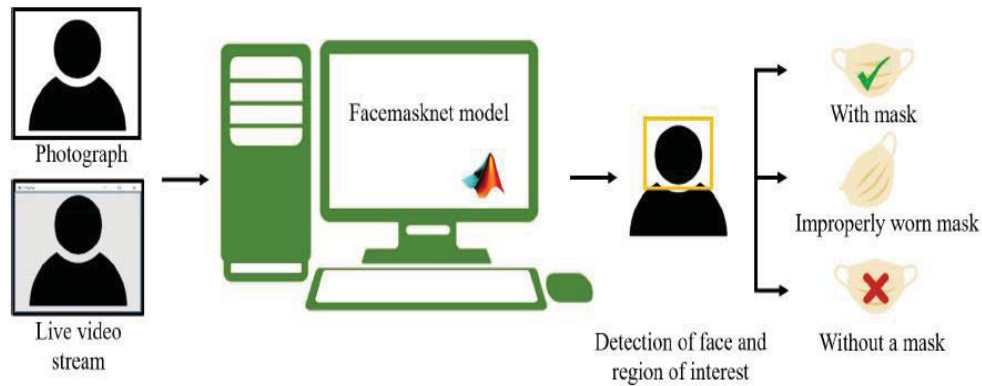 Photograph
Live video
stream
Facemasknet model
Detection of face and
region of interest
With mask
Improperly worn mask
Without a mask